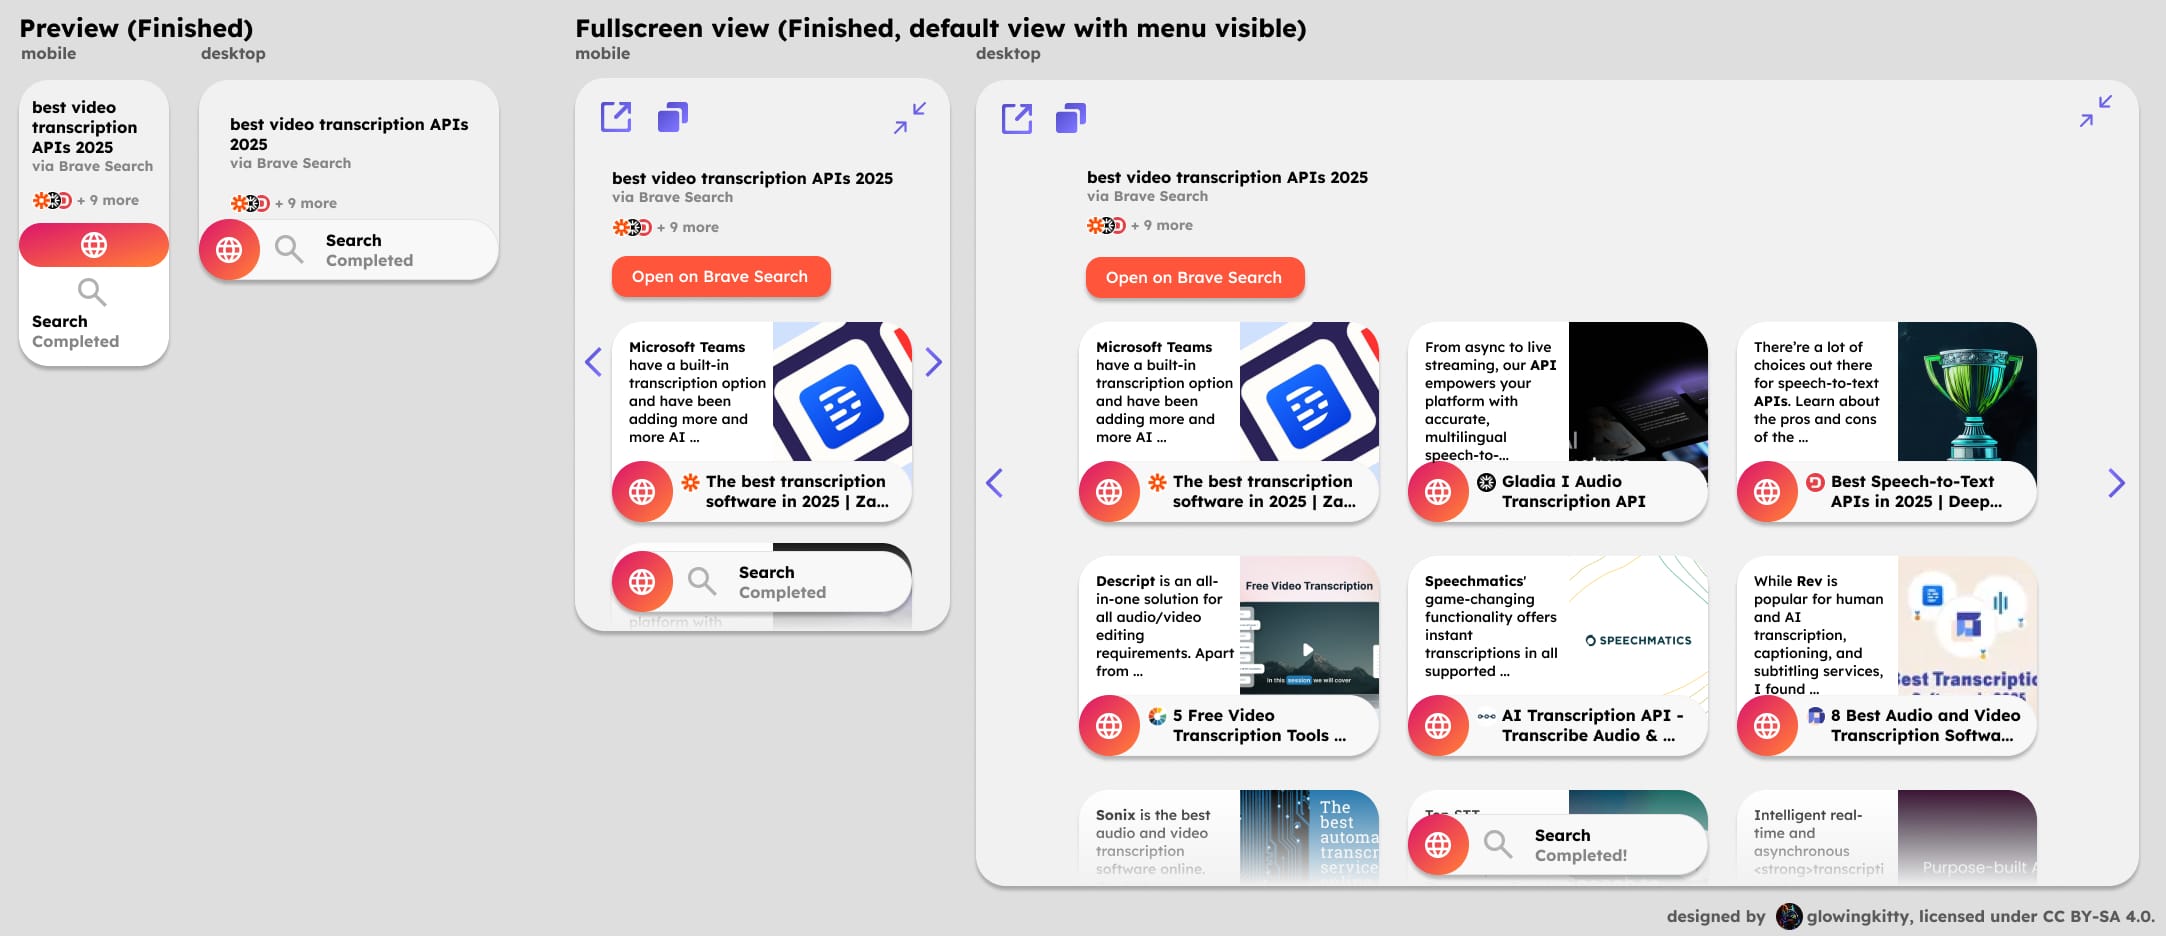 Preview (Finished)
mobile
desktop
best video
transcription
APIs 2025
via Brave Search
+ 9 more
Search
Completed
best video transcription APIs
2025
via Brave Search
+ 9 more
Search
Completed
Fullscreen view (Finished, default view with menu visible)
mobile
desktop
best video transcription APIs 2025
via Brave Search
+ 9 more
Open on Brave Search
Microsoft Teams
have a built-in
transcription option
and have been
adding more and
more AI ...
The best transcription
software in 2025 | Za...
Search
Completed
platform with
best video transcription APIs 2025
via Brave Search
+ 9 more
Open on Brave Search
Microsoft Teams
have a built-in
transcription option
and have been
adding more and
more AI ...
The best transcription
software in 2025 | Za...
From async to live
streaming, our API
empowers your
platform with
accurate,
multilingual
speech-to-...
Gladia I Audio
Transcription API
There're a lot of
choices out there
for speech-to-text
APIs. Learn about
the pros and cons
of the ...
Best Speech-to-Text
APIs in 2025 | Deep...
Descript is an all-
in-one solution for
all audio/video
editing
requirements. Apart
from ...
Free Video Transcription
In this session we will cover
5 Free Video
Transcription Tools ...
Speechmatics'
game-changing
functionality offers
instant
transcriptions in all
supported ...
SPEECHMATICS
AI Transcription API -
Transcribe Audio & ...
While Rev is
popular for human
and AI
transcription,
captioning, and
subtitling services,
I found ...
Best Transcriptio
8 Best Audio and Video
Transcription Softwa...
Sonix is the best
audio and video
transcription
software online.
The
best
automa
transcr
service
Search
Completed!
Intelligent real-
time and
asynchronous
<strong>transcripti
Purpose-built A
designed by glowingkitty, licensed under CC BY-SA 4.0.